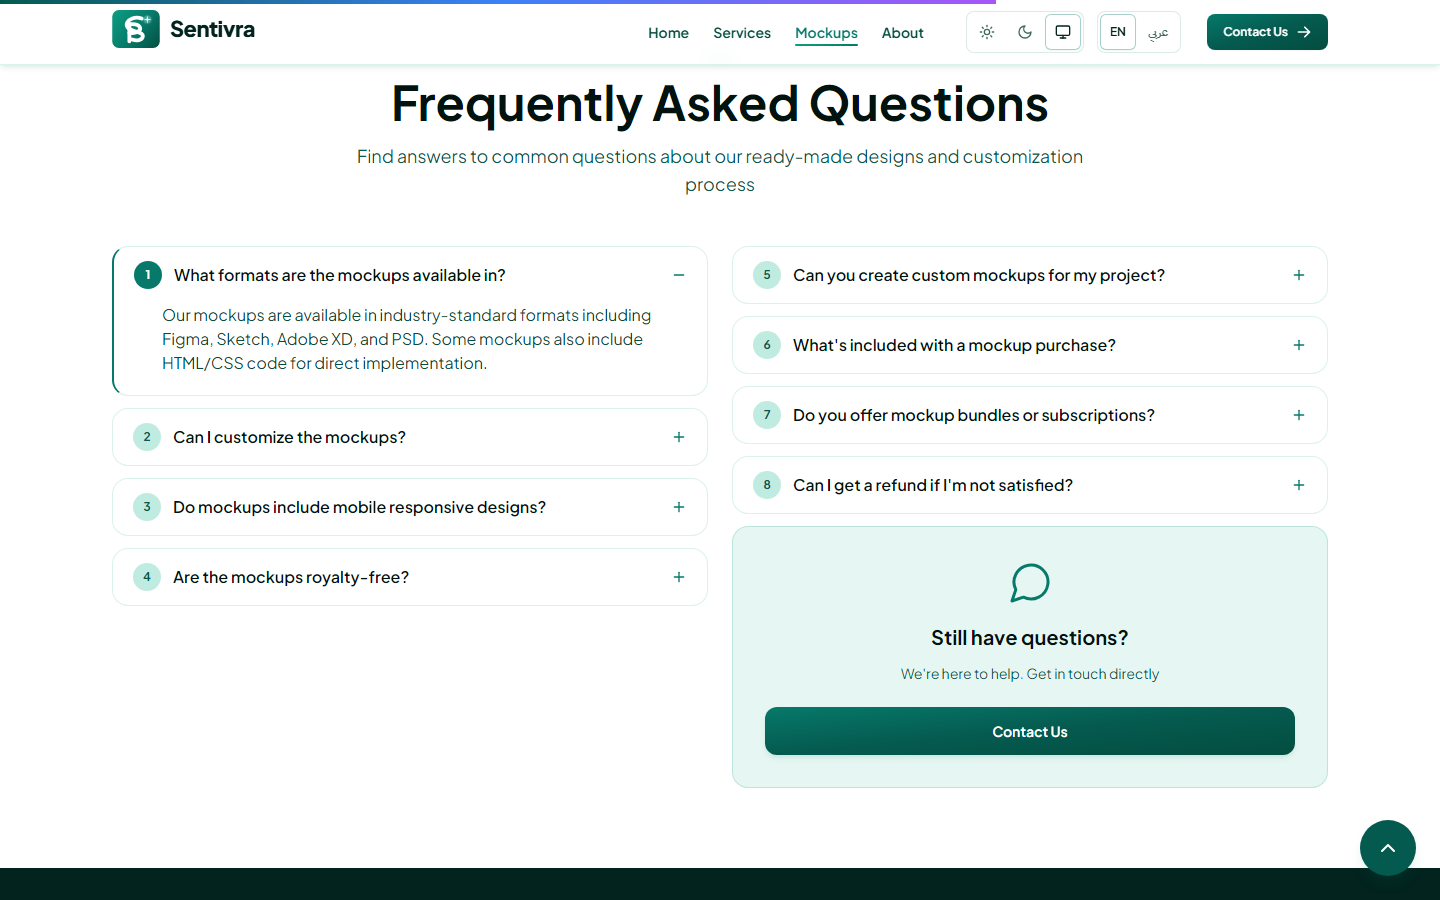 Sentivra
Home
Services
Mockups
About
EN
عربي
Contact Us
Frequently Asked Questions
Find answers to common questions about our ready-made designs and customization
process
1
What formats are the mockups available in?
Our mockups are available in industry-standard formats including
Figma, Sketch, Adobe XD, and PSD. Some mockups also include
HTML/CSS code for direct implementation.
2
Can I customize the mockups?
3
Do mockups include mobile responsive designs?
4
Are the mockups royalty-free?
5
Can you create custom mockups for my project?
6
What's included with a mockup purchase?
7
Do you offer mockup bundles or subscriptions?
8
Can I get a refund if I'm not satisfied?
Still have questions?
We're here to help. Get in touch directly
Contact Us